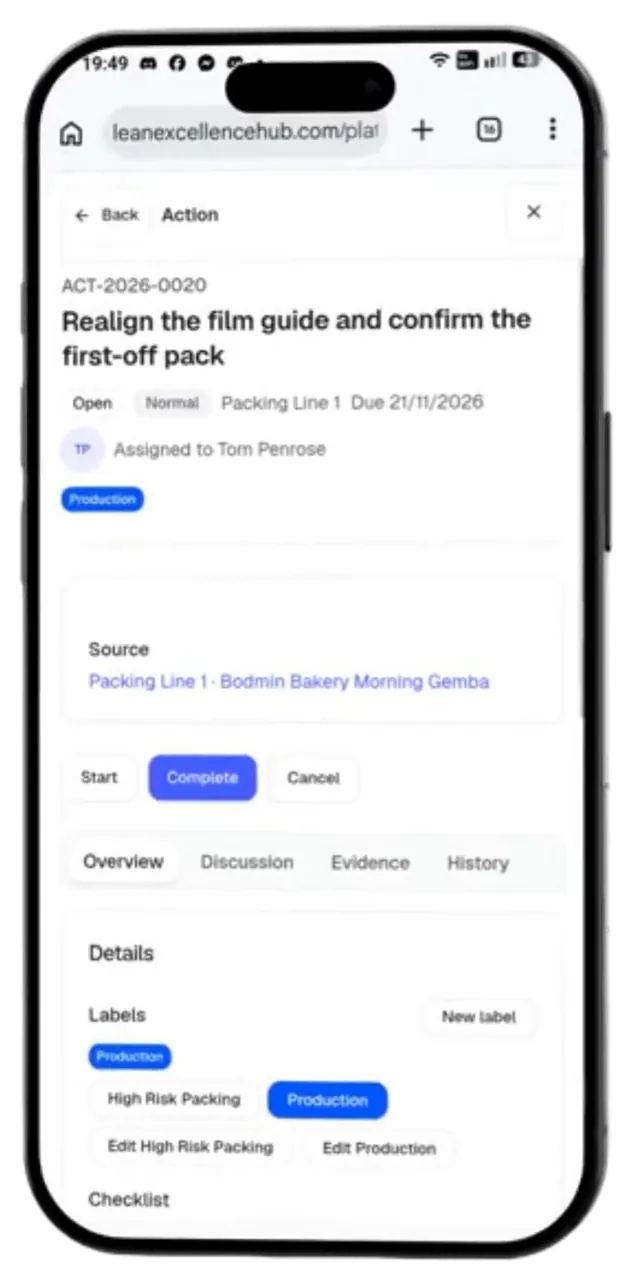 19:49
leanexcellencehub.com/plat
16
← Back Action
ACT-2026-0020
Realign the film guide and confirm the
first-off pack
Open Normal Packing Line 1 Due 21/11/2026
TP Assigned to Tom Penrose
Production
Source
Packing Line 1 · Bodmin Bakery Morning Gemba
Start Complete Cancel
Overview Discussion Evidence History
Details
Labels New label
Production
High Risk Packing Production
Edit High Risk Packing Edit Production
Checklist